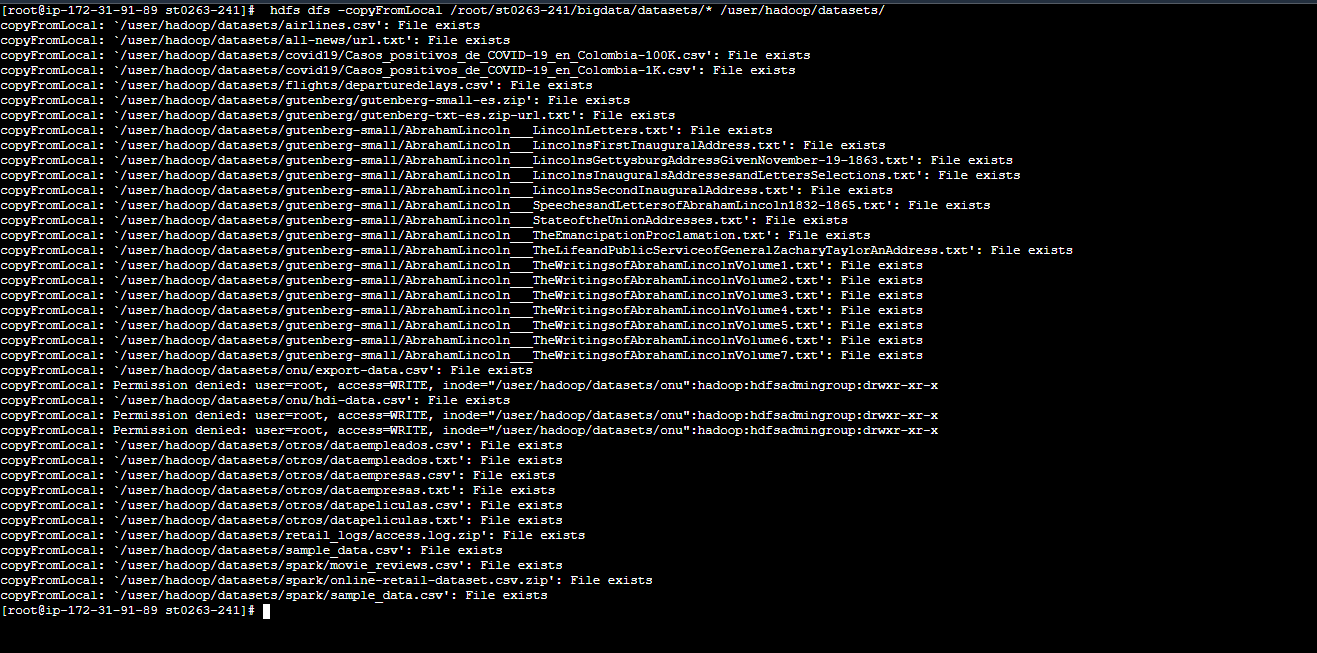 [root@ip-172-31-91-89 st0263-241]#  hdfs dfs -copyFromLocal /root/st0263-241/bigdata/datasets/* /user/hadoop/datasets/
copyFromLocal: `/user/hadoop/datasets/airlines.csv': File exists
copyFromLocal: `/user/hadoop/datasets/all-news/url.txt': File exists
copyFromLocal: `/user/hadoop/datasets/covid19/Casos_positivos_de_COVID-19_en_Colombia-100K.csv': File exists
copyFromLocal: `/user/hadoop/datasets/covid19/Casos_positivos_de_COVID-19_en_Colombia-1K.csv': File exists
copyFromLocal: `/user/hadoop/datasets/flights/departuredelays.csv': File exists
copyFromLocal: `/user/hadoop/datasets/gutenberg/gutenberg-small-es.zip': File exists
copyFromLocal: `/user/hadoop/datasets/gutenberg/gutenberg-txt-es.zip-url.txt': File exists
copyFromLocal: `/user/hadoop/datasets/gutenberg-small/AbrahamLincoln___LincolnLetters.txt': File exists
copyFromLocal: `/user/hadoop/datasets/gutenberg-small/AbrahamLincoln___LincolnsFirstInauguralAddress.txt': File exists
copyFromLocal: `/user/hadoop/datasets/gutenberg-small/AbrahamLincoln___LincolnsGettysburgAddressGivenNovember-19-1863.txt': File exists
copyFromLocal: `/user/hadoop/datasets/gutenberg-small/AbrahamLincoln___LincolnsInauguralsAddressesandLettersSelections.txt': File exists
copyFromLocal: `/user/hadoop/datasets/gutenberg-small/AbrahamLincoln___LincolnsSecondInauguralAddress.txt': File exists
copyFromLocal: `/user/hadoop/datasets/gutenberg-small/AbrahamLincoln___SpeechesandLettersofAbrahamLincoln1832-1865.txt': File exists
copyFromLocal: `/user/hadoop/datasets/gutenberg-small/AbrahamLincoln___StateoftheUnionAddresses.txt': File exists
copyFromLocal: `/user/hadoop/datasets/gutenberg-small/AbrahamLincoln___TheEmancipationProclamation.txt': File exists
copyFromLocal: `/user/hadoop/datasets/gutenberg-small/AbrahamLincoln___TheLifeandPublicServiceofGeneralZacharyTaylorAnAddress.txt': File exists
copyFromLocal: `/user/hadoop/datasets/gutenberg-small/AbrahamLincoln___TheWritingsofAbrahamLincolnVolume1.txt': File exists
copyFromLocal: `/user/hadoop/datasets/gutenberg-small/AbrahamLincoln___TheWritingsofAbrahamLincolnVolume2.txt': File exists
copyFromLocal: `/user/hadoop/datasets/gutenberg-small/AbrahamLincoln___TheWritingsofAbrahamLincolnVolume3.txt': File exists
copyFromLocal: `/user/hadoop/datasets/gutenberg-small/AbrahamLincoln___TheWritingsofAbrahamLincolnVolume4.txt': File exists
copyFromLocal: `/user/hadoop/datasets/gutenberg-small/AbrahamLincoln___TheWritingsofAbrahamLincolnVolume5.txt': File exists
copyFromLocal: `/user/hadoop/datasets/gutenberg-small/AbrahamLincoln___TheWritingsofAbrahamLincolnVolume6.txt': File exists
copyFromLocal: `/user/hadoop/datasets/gutenberg-small/AbrahamLincoln___TheWritingsofAbrahamLincolnVolume7.txt': File exists
copyFromLocal: `/user/hadoop/datasets/onu/export-data.csv': File exists
copyFromLocal: Permission denied: user=root, access=WRITE, inode="/user/hadoop/datasets/onu":hadoop:hdfsadmingroup:drwxr-xr-x
copyFromLocal: `/user/hadoop/datasets/onu/hdi-data.csv': File exists
copyFromLocal: Permission denied: user=root, access=WRITE, inode="/user/hadoop/datasets/onu":hadoop:hdfsadmingroup:drwxr-xr-x
copyFromLocal: Permission denied: user=root, access=WRITE, inode="/user/hadoop/datasets/onu":hadoop:hdfsadmingroup:drwxr-xr-x
copyFromLocal: `/user/hadoop/datasets/otros/dataempleados.csv': File exists
copyFromLocal: `/user/hadoop/datasets/otros/dataempleados.txt': File exists
copyFromLocal: `/user/hadoop/datasets/otros/dataempresas.csv': File exists
copyFromLocal: `/user/hadoop/datasets/otros/dataempresas.txt': File exists
copyFromLocal: `/user/hadoop/datasets/otros/datapeliculas.csv': File exists
copyFromLocal: `/user/hadoop/datasets/otros/datapeliculas.txt': File exists
copyFromLocal: `/user/hadoop/datasets/retail_logs/access.log.zip': File exists
copyFromLocal: `/user/hadoop/datasets/sample_data.csv': File exists
copyFromLocal: `/user/hadoop/datasets/spark/movie_reviews.csv': File exists
copyFromLocal: `/user/hadoop/datasets/spark/online-retail-dataset.csv.zip': File exists
copyFromLocal: `/user/hadoop/datasets/spark/sample_data.csv': File exists
[root@ip-172-31-91-89 st0263-241]#